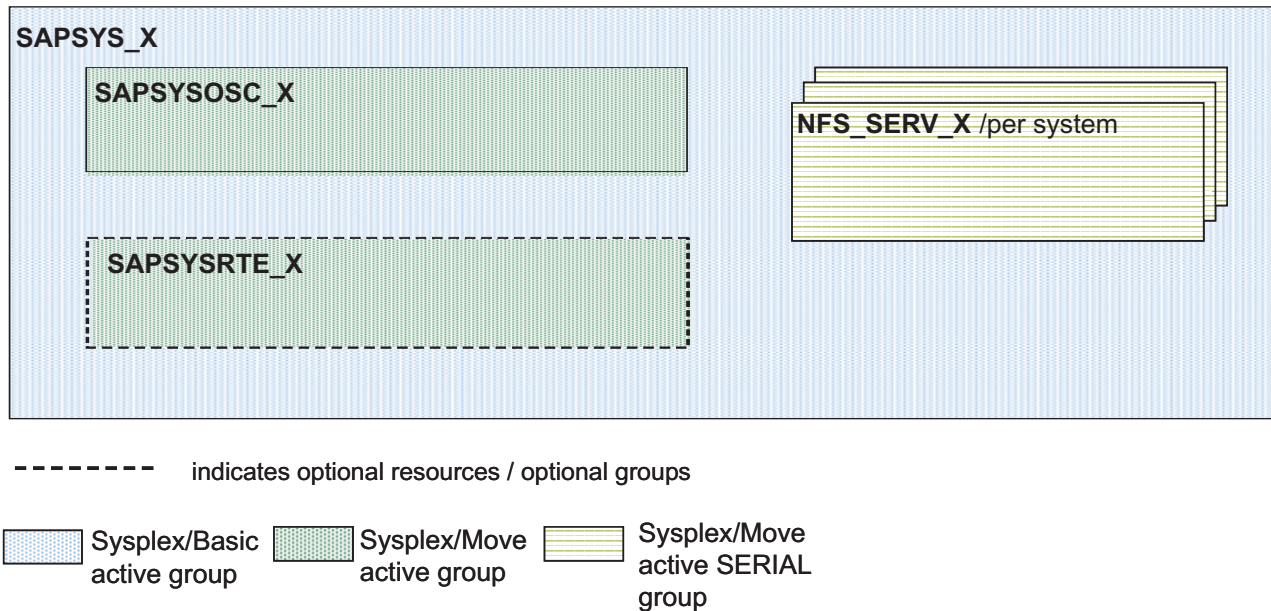 SAPSYS_X
SAPSYSOSC_X
NFS_SERV_X /per system
SAPSYSRTE_X
indicates optional resources / optional groups
Sysplex/Basic
active group
Sysplex/Move
active group
Sysplex/Move
active SERIAL
group